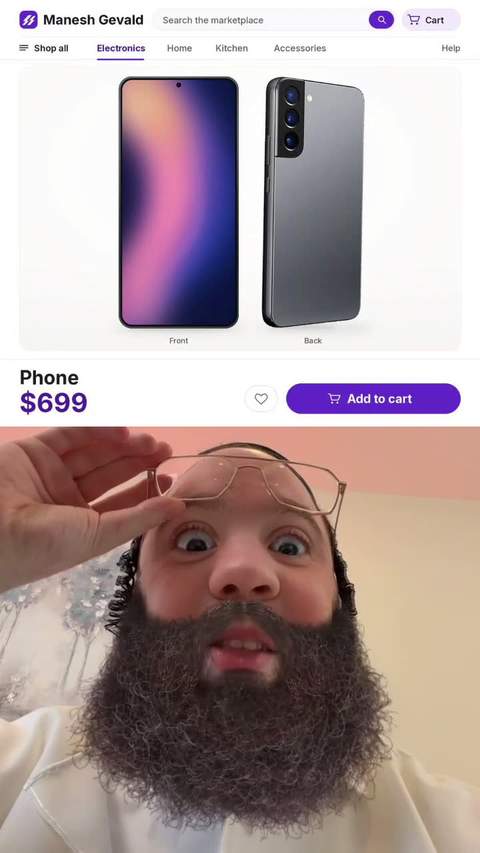 Manesh Gevald
Search the marketplace
Cart
Shop all
Electronics
Home
Kitchen
Accessories
Help
Front
Back
Phone
$699
Add to cart